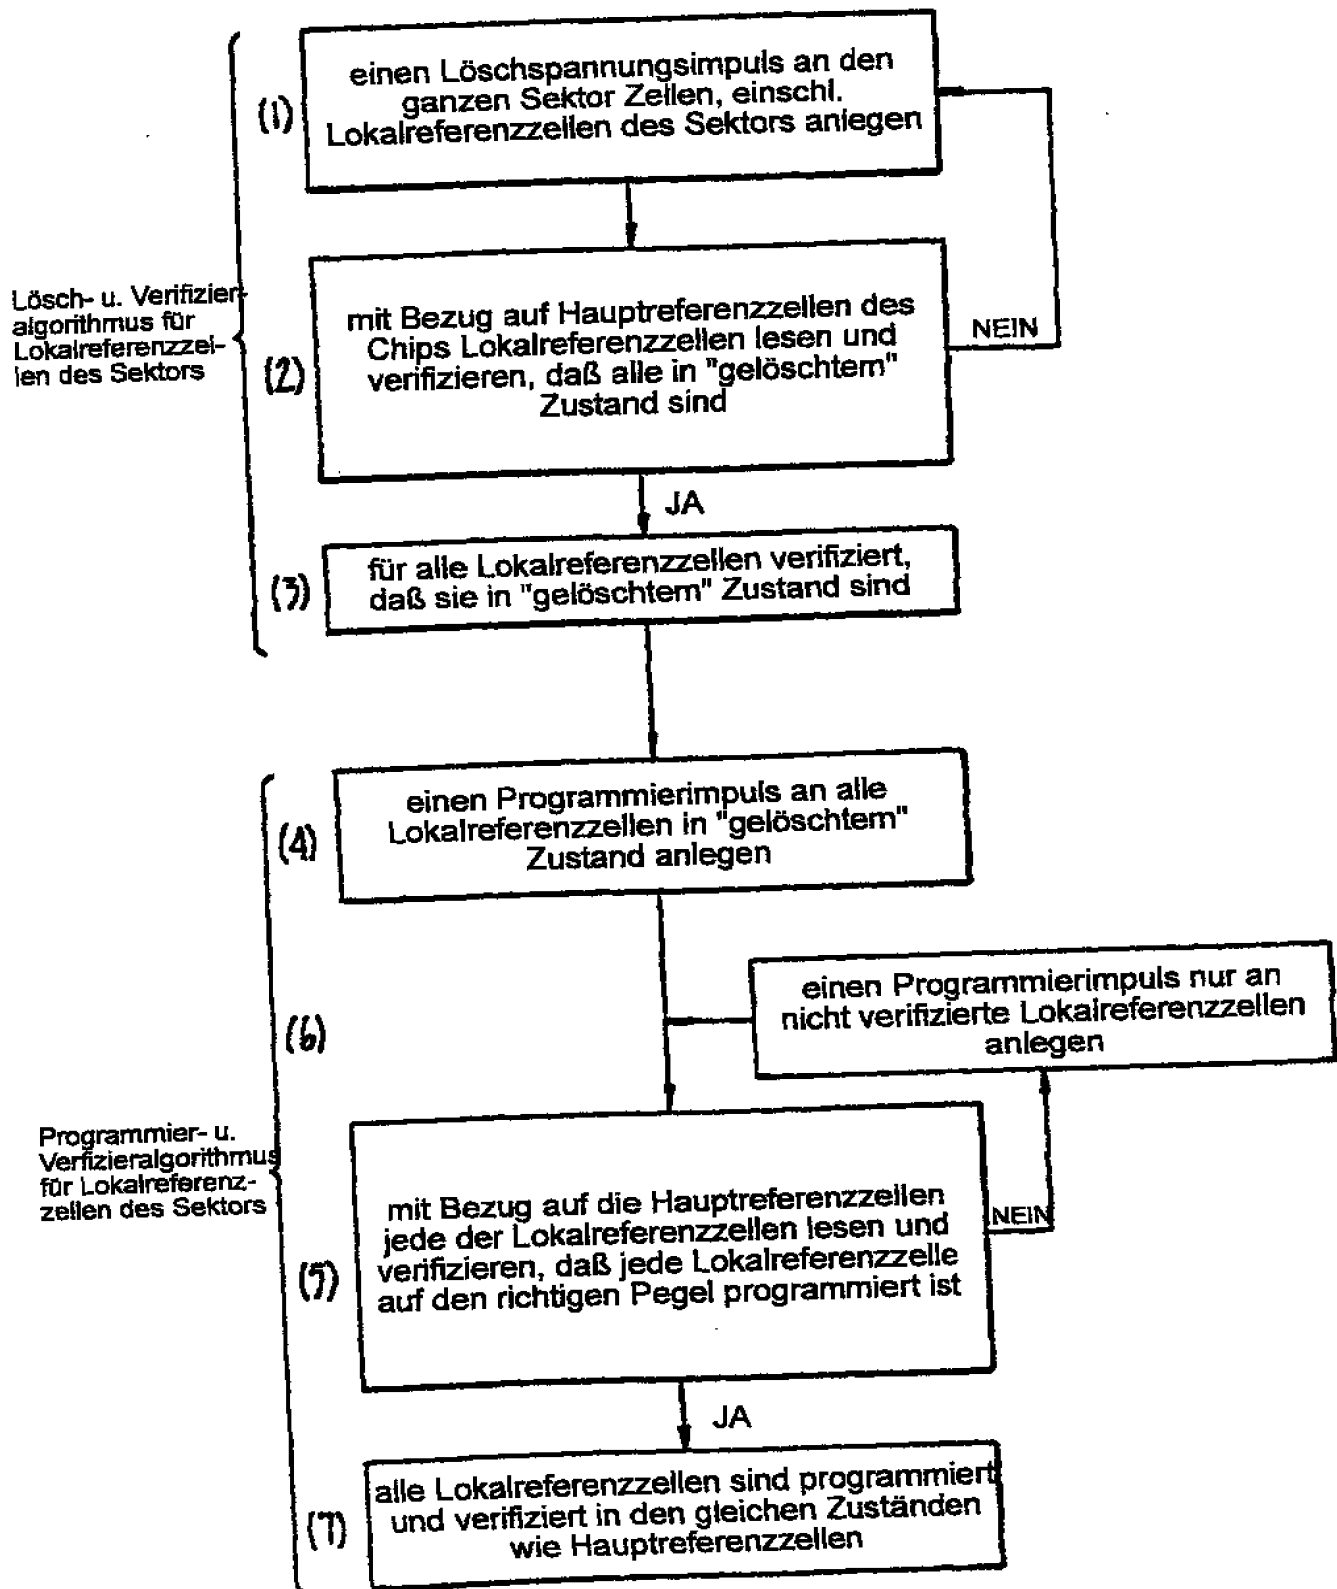 einen Löschspannungsimpuls an den
ganzen Sektor Zellen, einschl.
Lokalreferenzzellen des Sektors anlegen
(1)
Lösch- u. Verifizier-
algorithmus für
Lokalreferenzzel-
len des Sektors
mit Bezug auf Hauptreferenzzellen des
Chips Lokalreferenzzellen lesen und
verifizieren, daß alle in "gelöschtem"
Zustand sind
(2)
NEIN
JA
für alle Lokalreferenzzellen verifiziert,
daß sie in "gelöschtem" Zustand sind
(3)
einen Programmierimpuls an alle
Lokalreferenzzellen in "gelöschtem"
Zustand anlegen
(4)
einen Programmierimpuls nur an
nicht verifizierte Lokalreferenzzellen
anlegen
(6)
Programmier- u.
Verfizieralgorithmus
für Lokalreferenz-
zellen des Sektors
mit Bezug auf die Hauptreferenzzellen
jede der Lokalreferenzzellen lesen und
verifizieren, daß jede Lokalreferenzzelle
auf den richtigen Pegel programmiert ist
(5)
NEIN
JA
alle Lokalreferenzzellen sind programmiert
und verifiziert in den gleichen Zuständen
wie Hauptreferenzzellen
(7)